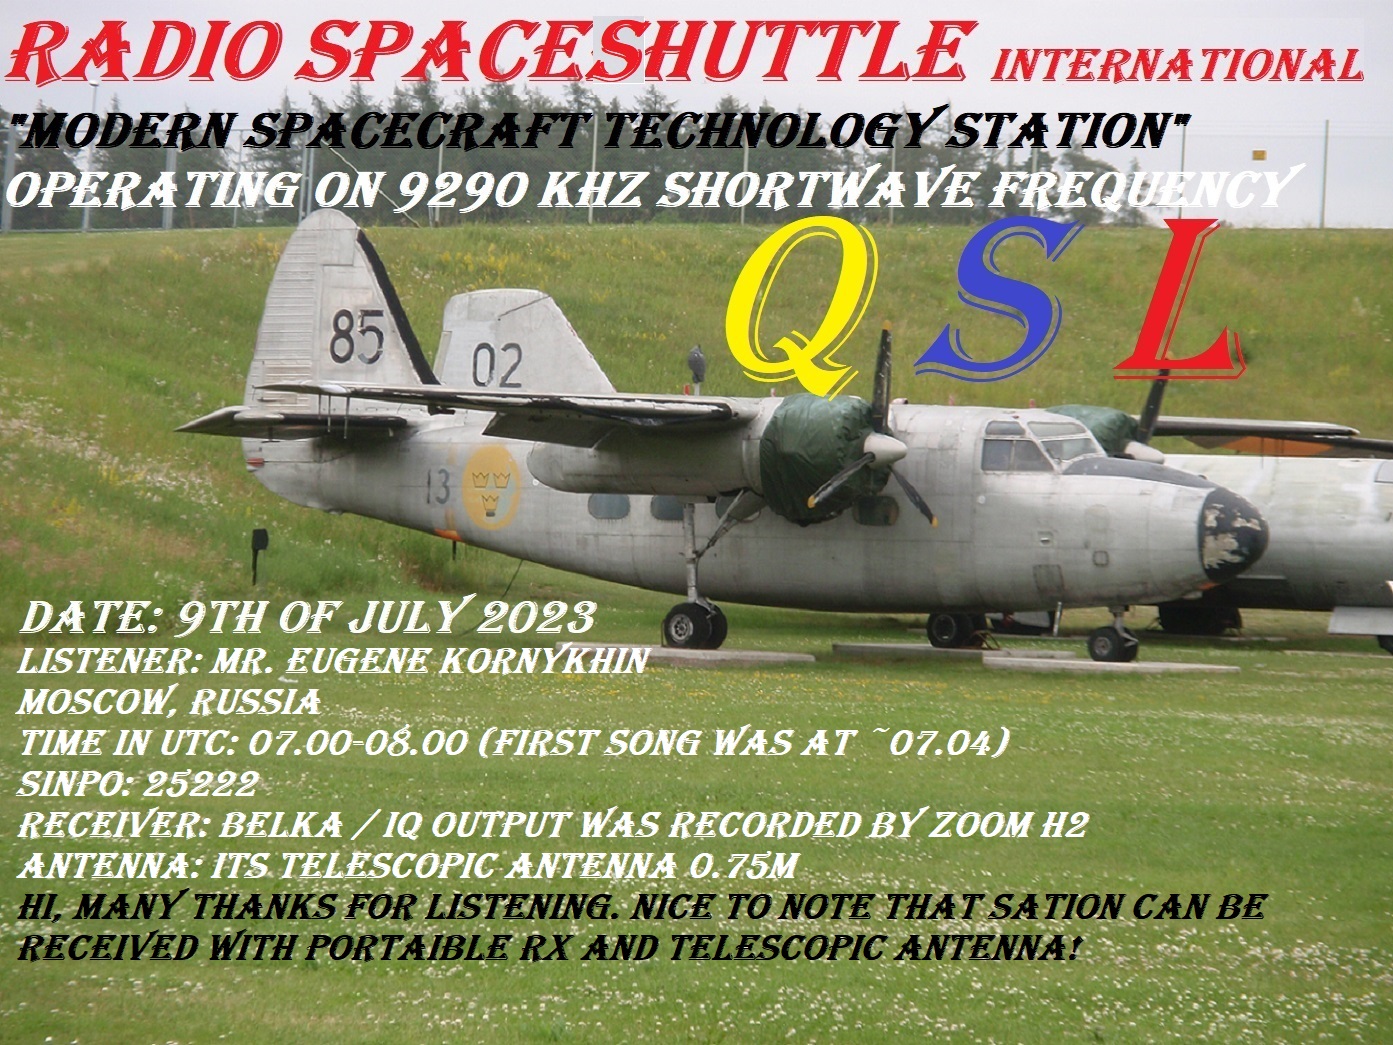 RADIO SPACESHUTTLE INTERNATIONAL
"MODERN SPACECRAFT TECHNOLOGY STATION"
OPERATING ON 9290 KHZ SHORTWAVE FREQUENCY
Q S L
85
02
13
DATE: 9TH OF JULY 2023
LISTENER: MR. EUGENE KORNYKHIN
MOSCOW, RUSSIA
TIME IN UTC: 07.00-08.00 (FIRST SONG WAS AT ~07.04)
SINPO: 25222
RECEIVER: BELKA / IQ OUTPUT WAS RECORDED BY ZOOM H2
ANTENNA: ITS TELESCOPIC ANTENNA 0.75M
HI, MANY THANKS FOR LISTENING. NICE TO NOTE THAT SATION CAN BE
RECEIVED WITH PORTAIBLE RX AND TELESCOPIC ANTENNA!